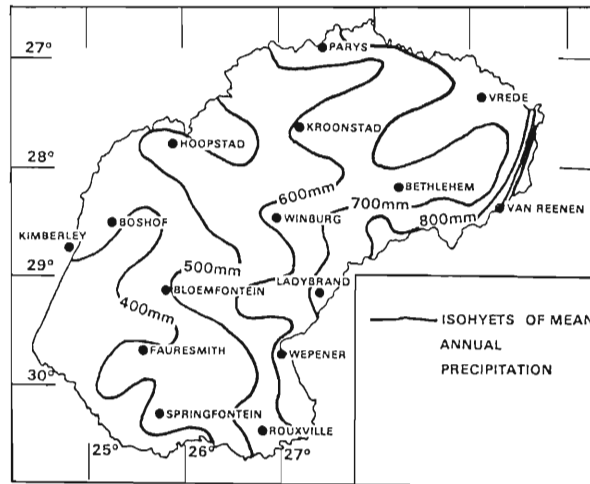 27°
PARYS
VREDE
XROONSTAD
HOOPSTAD
28°
600mm
BETHLEHEM
700mm
800mm
VAN REENEN
BOSHOF
WINBURG
KIMBERLEY
29°
500mm
LADYBRAND
BLOEMFONTEIN
400mm
ISOHYETS OF MEAN
ANNUAL
PRECIPITATION
FAURESMITH
WEPENER
30°
SPRINGFONTEIN
ROUXVILLE
25° 26° 27°